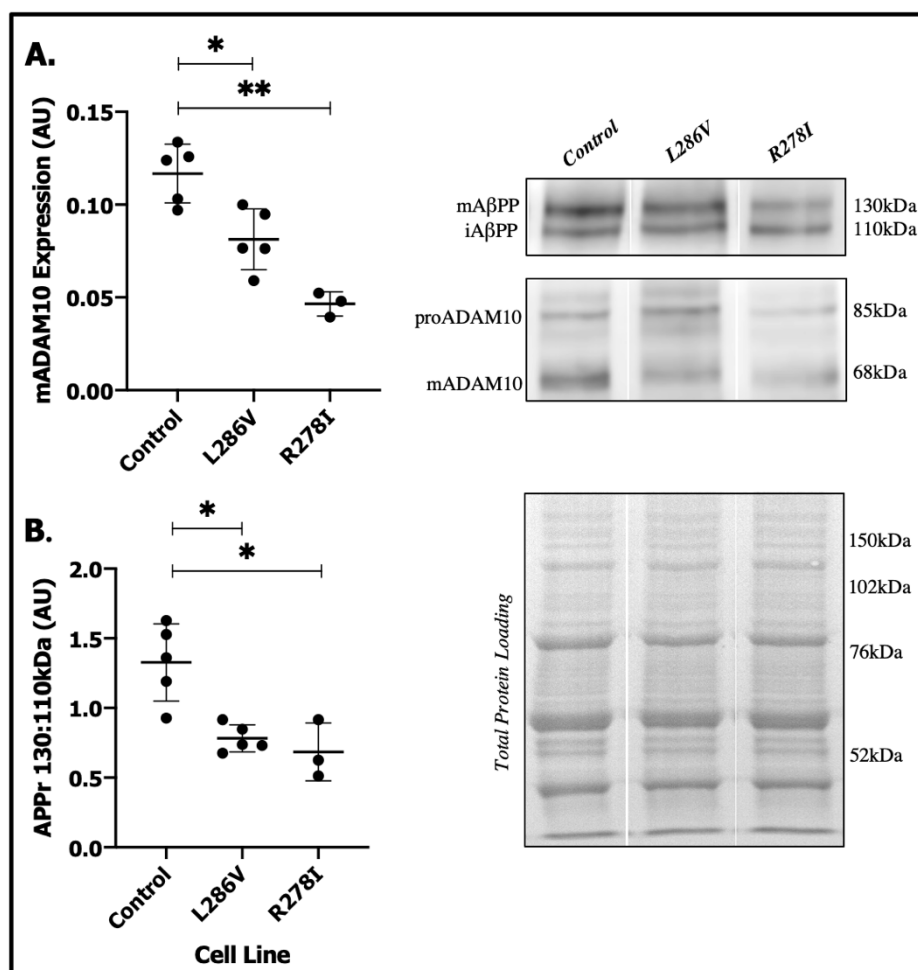 A.
*
**
mADAM10 Expression (AU)
0.15
0.10
0.05
0.00
Control
L286V
R278I
Control
L286V
R278I
mAβPP
130kDa
iAβPP
110kDa
proADAM10
85kDa
mADAM10
68kDa
B.
*
*
APPr 130:110kDa (AU)
2.0
1.5
1.0
0.5
0.0
Control
L286V
R278I
Cell Line
Total Protein Loading
150kDa
102kDa
76kDa
52kDa